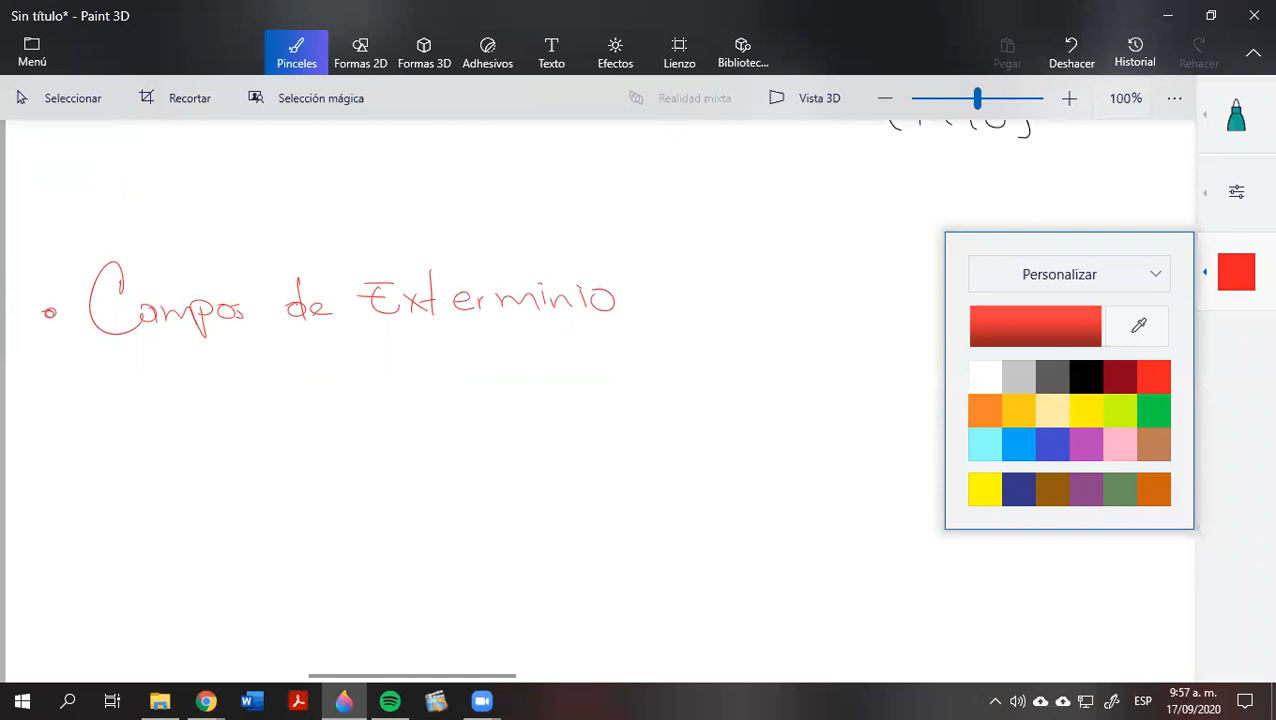 Sin título* - Paint 3D
Menú
Pinceles
Formas 2D
Formas 3D
Adhesivos
Texto
Efectos
Lienzo
Bibliotec...
Pegar
Deshacer
Historial
Rehacer
Seleccionar
Recortar
Selección mágica
Realidad mixta
Vista 3D
100%
• Campos de Exterminio
Personalizar
ESP
9:57 a. m.
17/09/2020